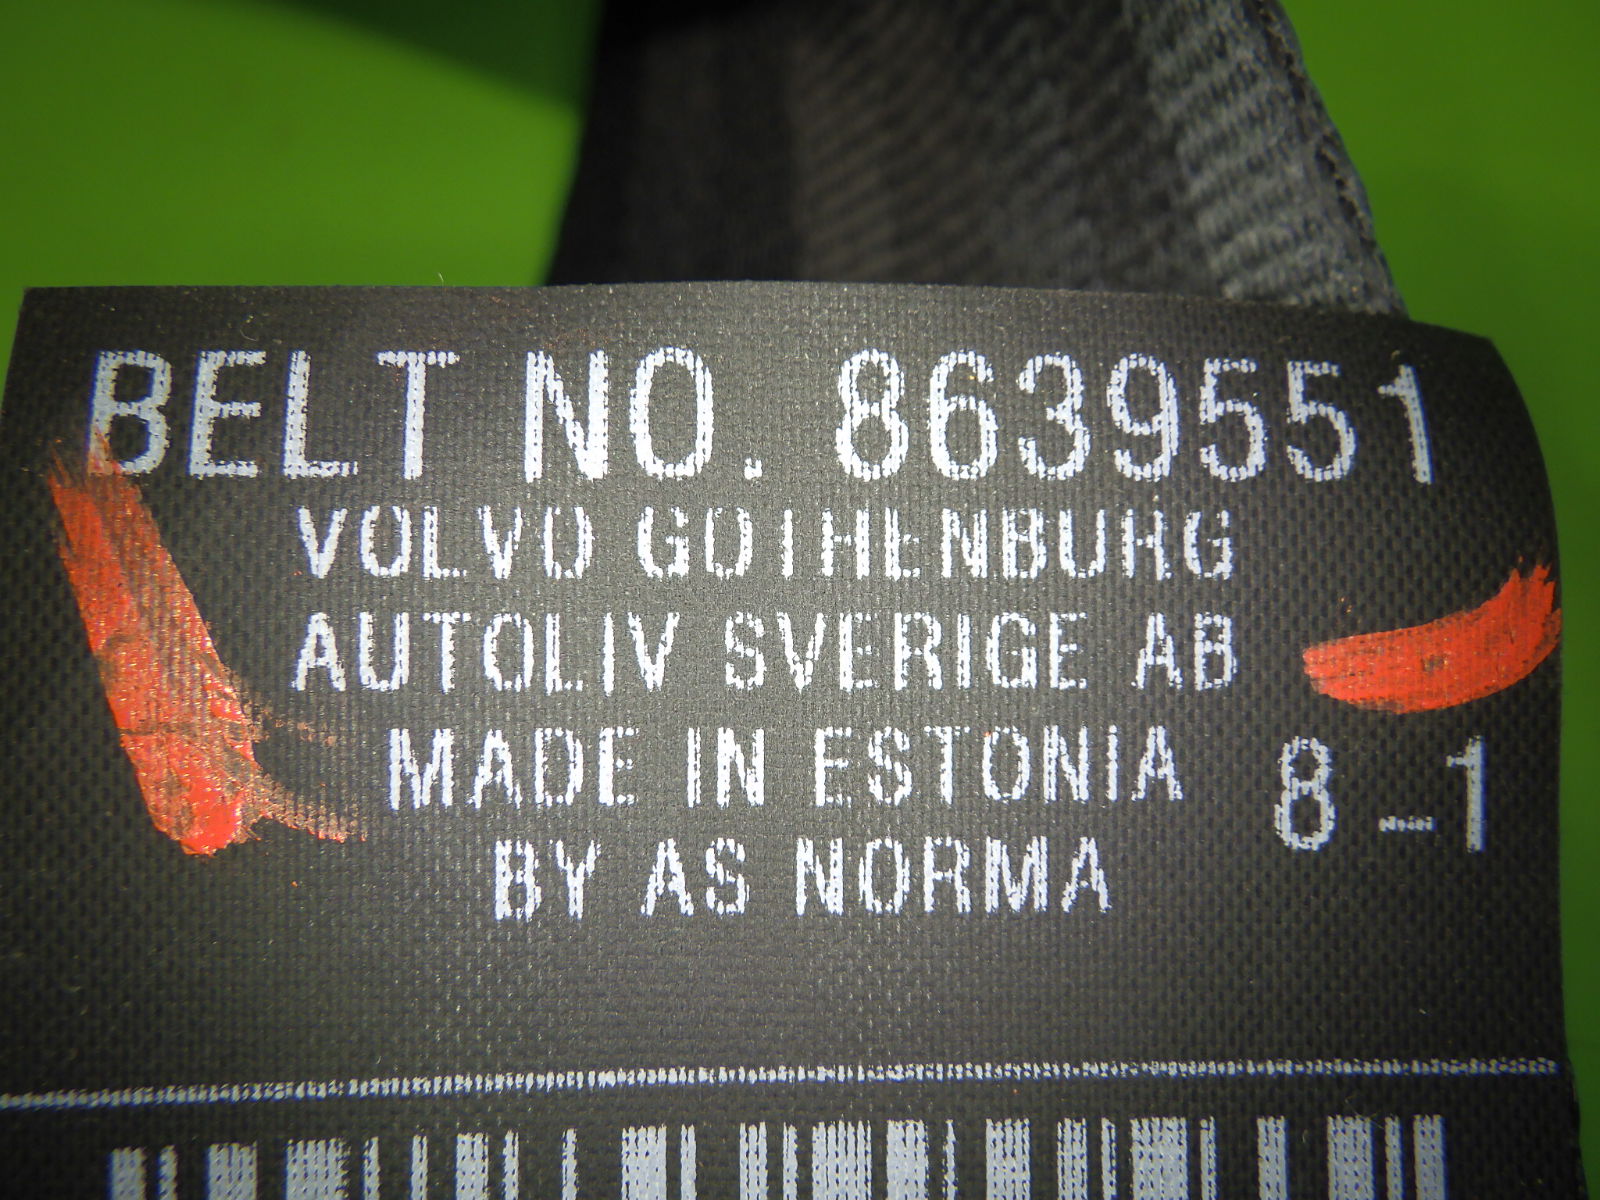 BELT NO. 8639551
VOLVO GOTHENBURG
AUTOLIV SVERIGE AB
MADE IN ESTONIA 8-1
BY AS NORMA